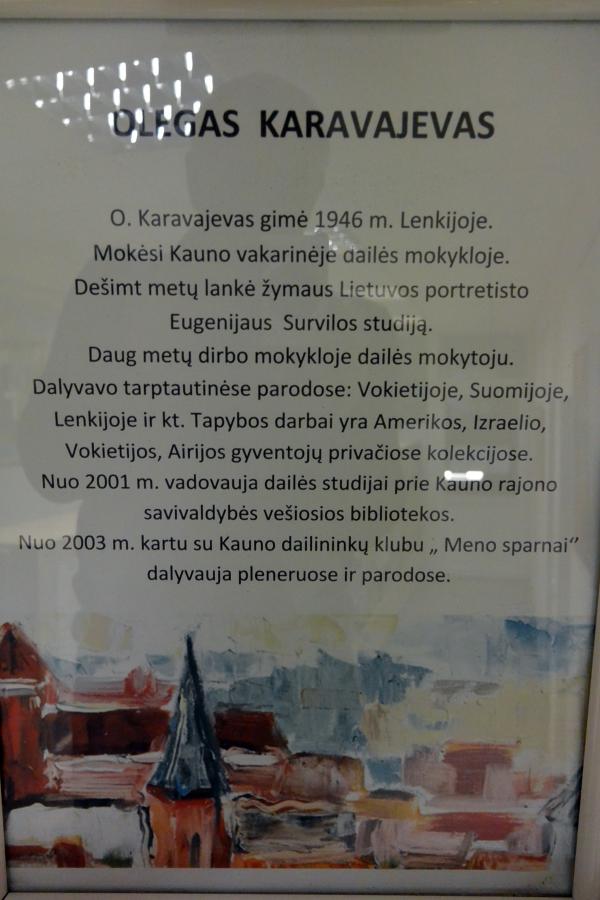 OLEGAS KARAVAJEVAS
O. Karavajevas gimė 1946 m. Lenkijoje.
Mokėsi Kauno vakarinėje dailės mokykloje.
Dešimt metų lankė žymaus Lietuvos portretisto
Eugenijaus Survilos studiją.
Daug metų dirbo mokykloje dailės mokytoju.
Dalyvavo tarptautinėse parodose: Vokietijoje, Suomijoje,
Lenkijoje ir kt. Tapybos darbai yra Amerikos, Izraelio,
Vokietijos, Airijos gyventojų privačiose kolekcijose.
Nuo 2001 m. vadovauja dailės studijai prie Kauno rajono
savivaldybės vešiosios bibliotekos.
Nuo 2003 m. kartu su Kauno dailininkų klubu „ Meno sparnai‘’
dalyvauja pleneruose ir parodose.